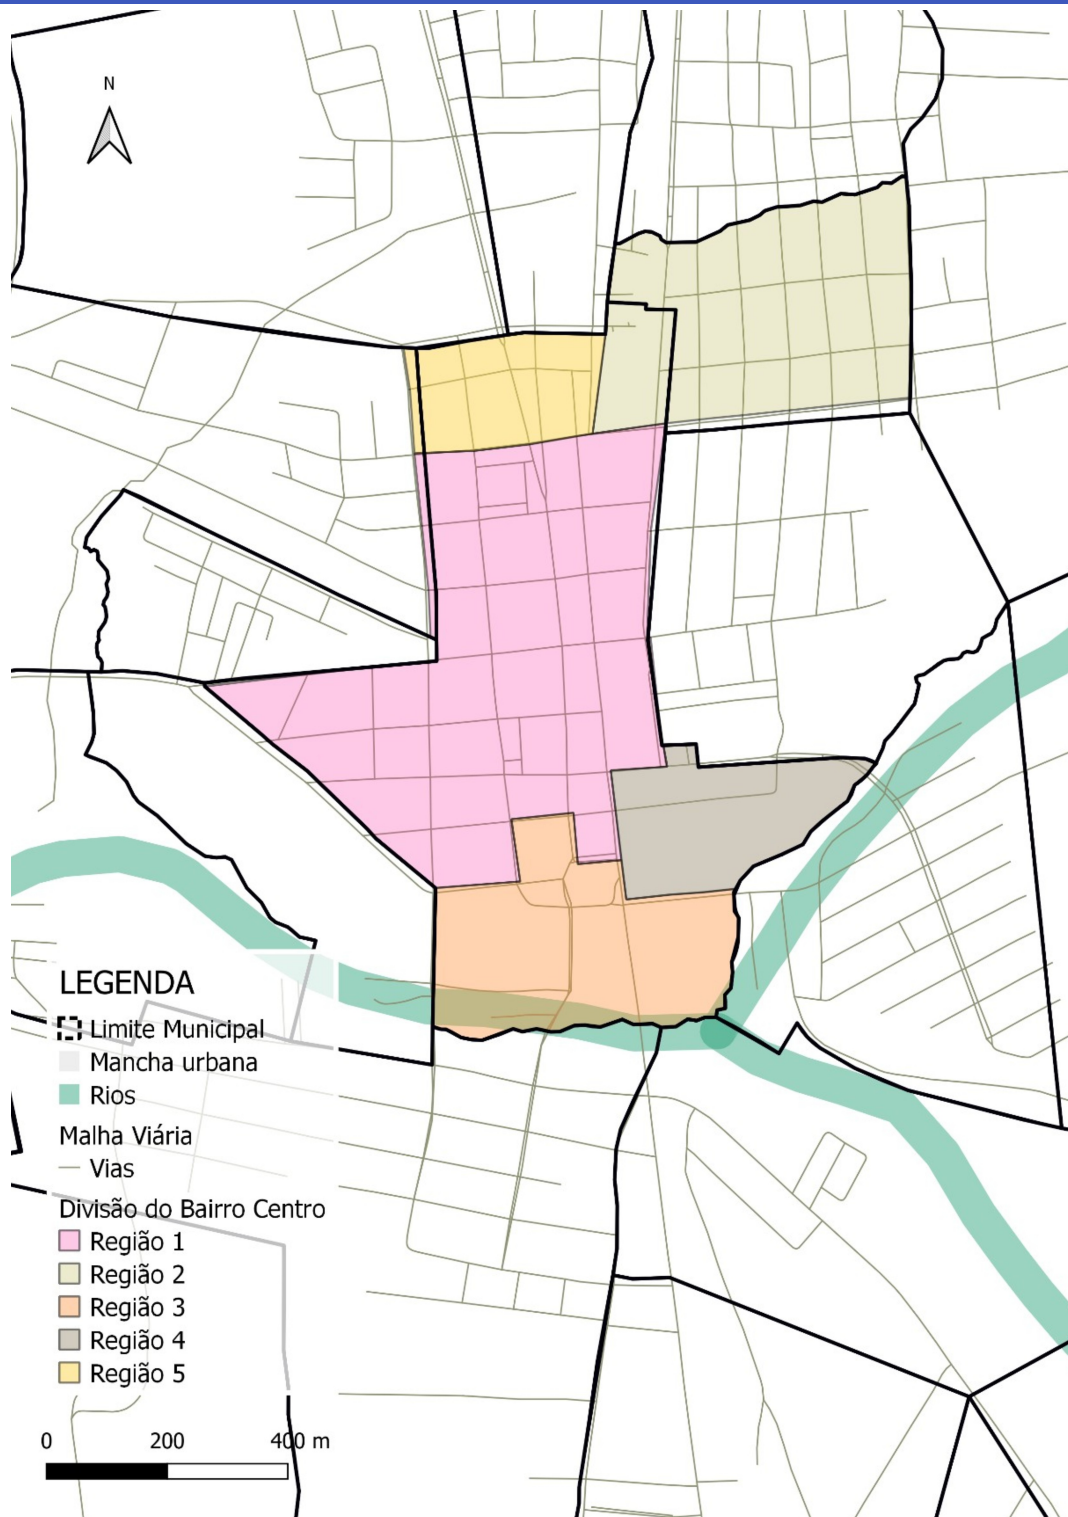 N
LEGENDA
Limite Municipal
Mancha urbana
Rios
Malha Viária
Vias
Divisão do Bairro Centro
Região 1
Região 2
Região 3
Região 4
Região 5
0 200 400 m